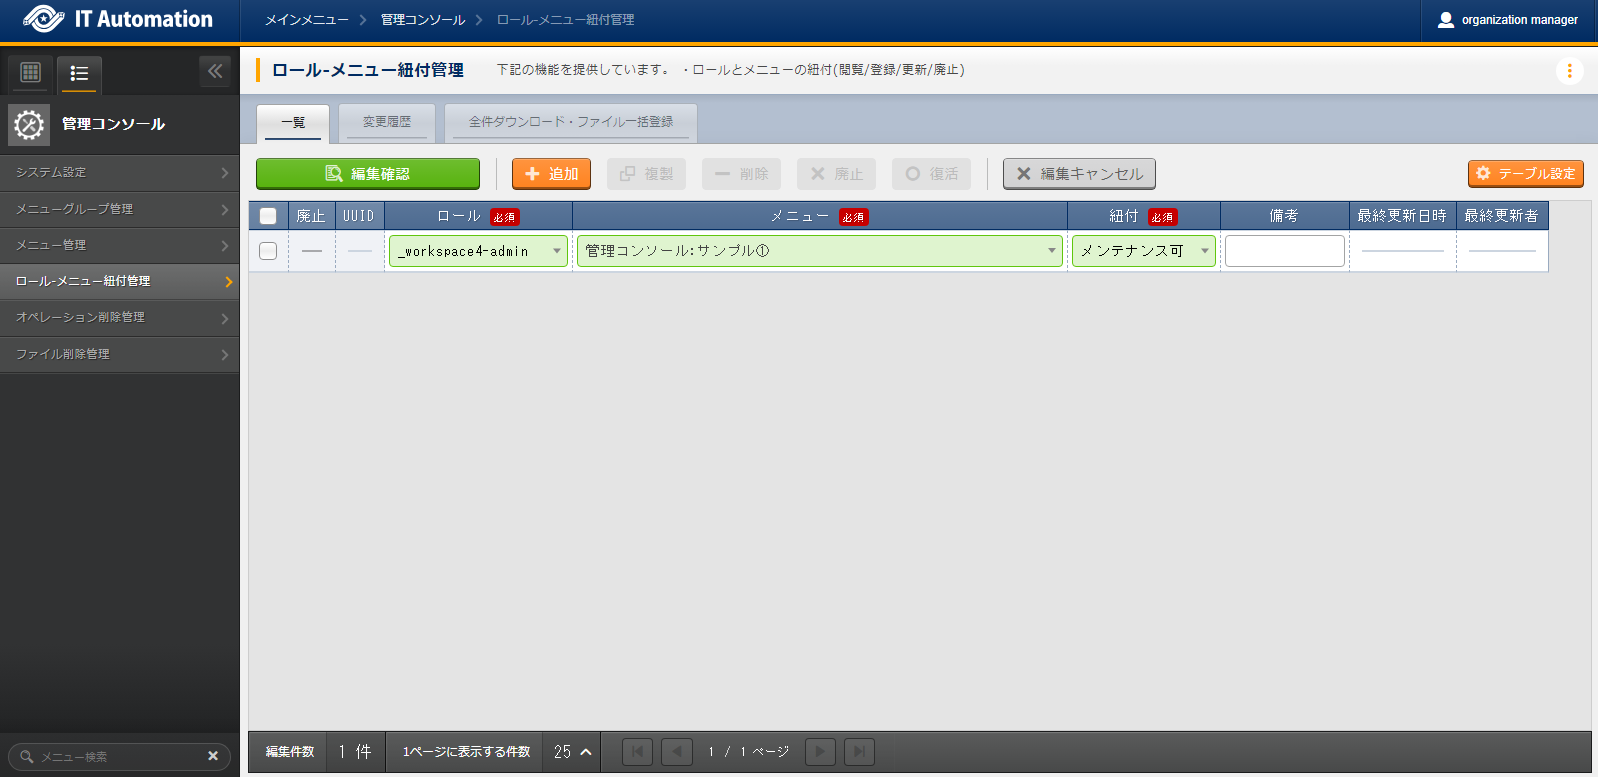 IT Automation
メインメニュー
管理コンソール
ロール-メニュー紐付管理
organization manager
管理コンソール
システム設定
メニューグループ管理
メニュー管理
ロール-メニュー紐付管理
オペレーション削除管理
ファイル削除管理
メニュー検索
ロール-メニュー紐付管理
下記の機能を提供しています。 ・ロールとメニューの紐付(閲覧/登録/更新/廃止)
一覧
変更履歴
全件ダウンロード・ファイル一括登録
編集確認
追加
複製
削除
廃止
復活
編集キャンセル
テーブル設定
廃止 UUID ロール 必須 メニュー 必須 紐付 必須 備考 最終更新日時 最終更新者
_workspace4-admin 管理コンソール:サンプル① メンテナンス可
編集件数 1 件 1ページに表示する件数 25 1 / 1 ページ